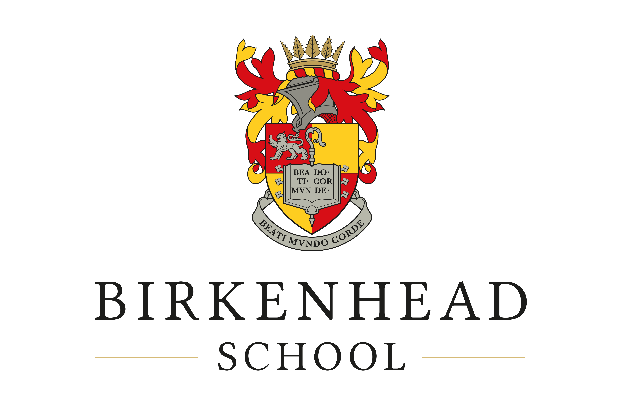 BEA DO·
TI· COR
MVN DE·
BEATI MVNDO CORDE
BIRKENHEAD
SCHOOL